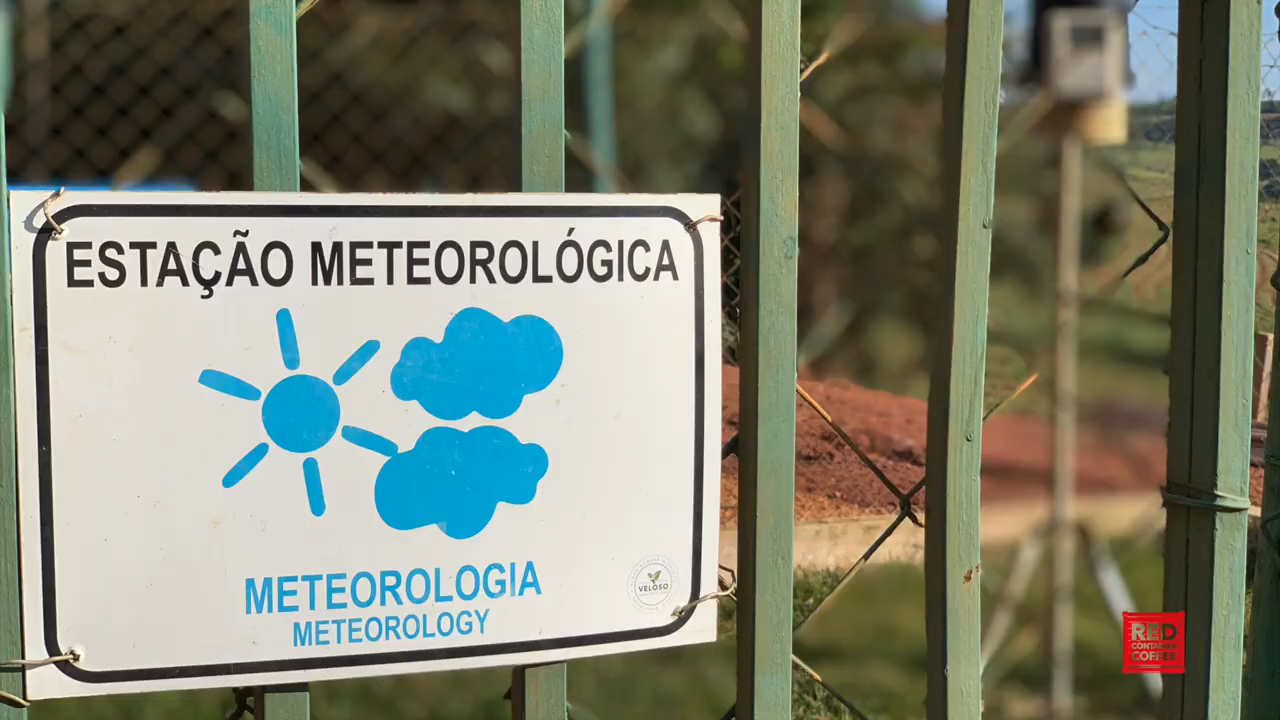 ESTAÇÃO METEOROLÓGICA
METEOROLOGIA
METEOROLOGY
VELOSO
RED
CONTAINER
COFFEE